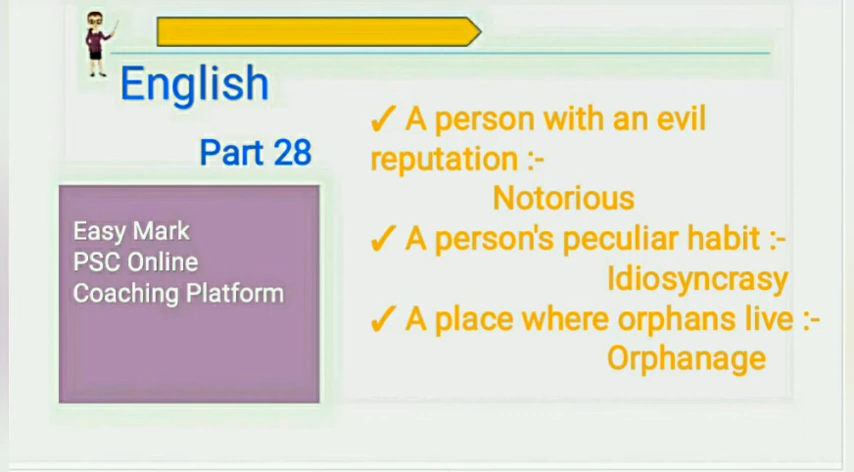 English
Part 28
Easy Mark
PSC Online
Coaching Platform
✓ A person with an evil
reputation :-
Notorious
✓ A person's peculiar habit :-
Idiosyncrasy
✓ A place where orphans live :-
Orphanage